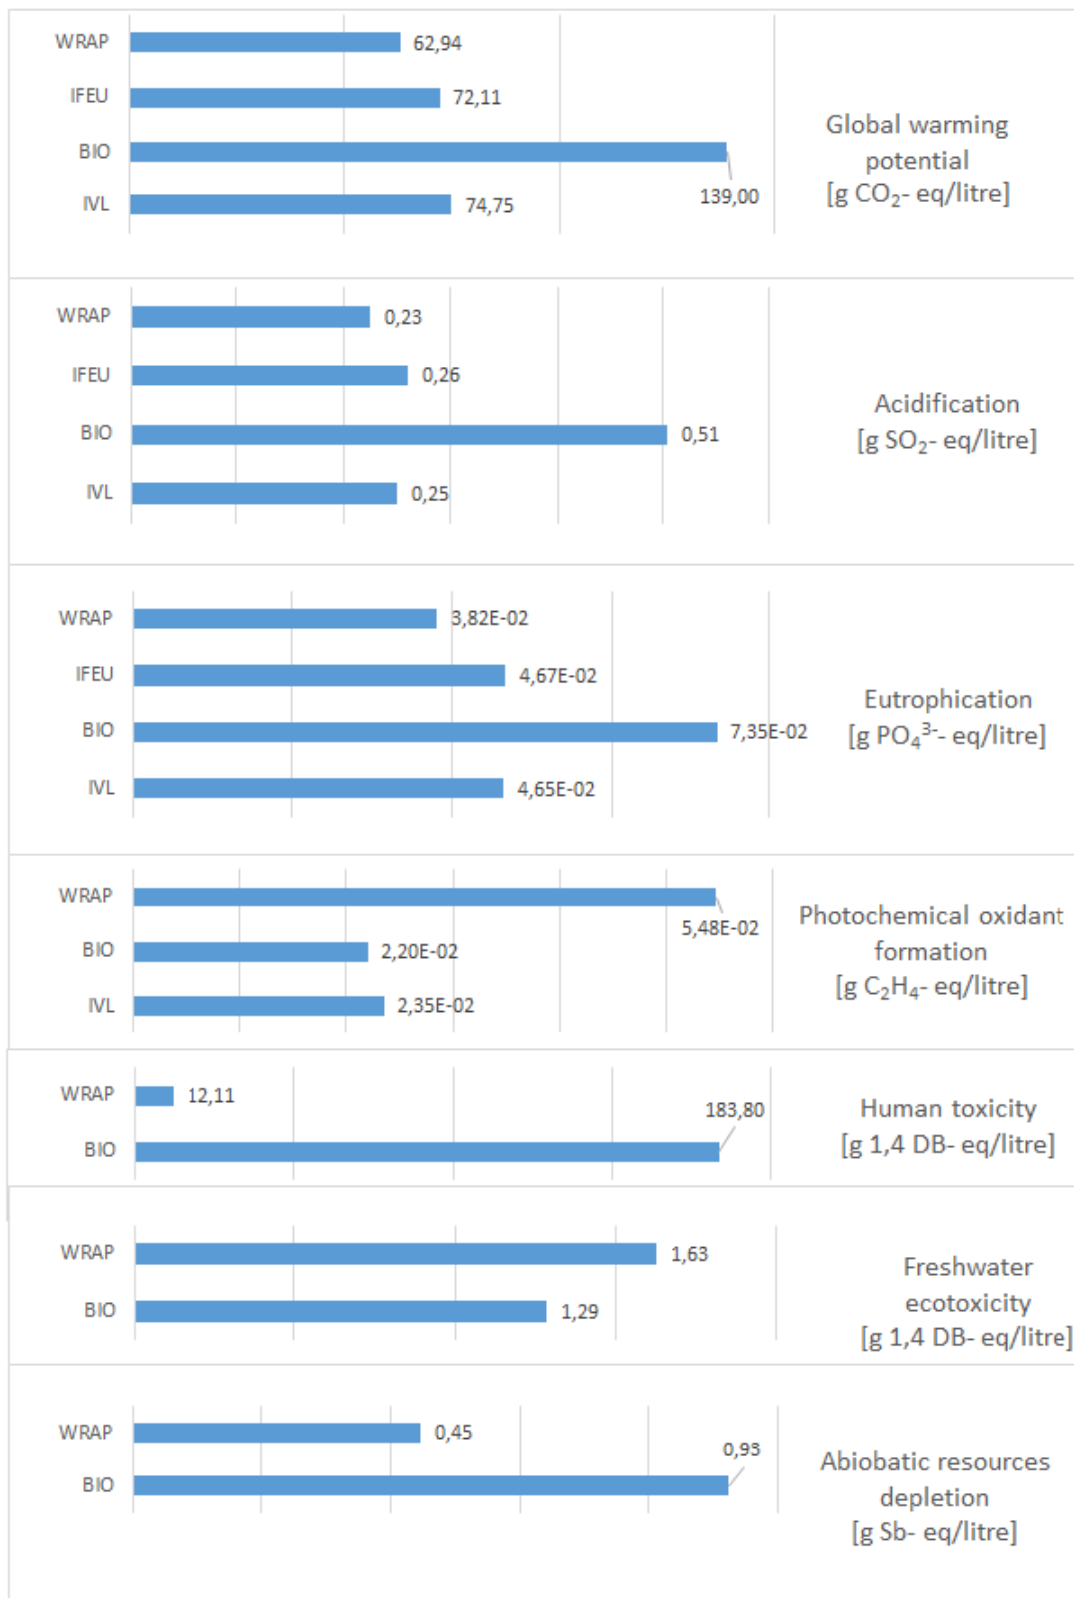 WRAP
62,94
IFEU
72,11
BIO
139,00
IVL
74,75
Global warming
potential
[g CO₂- eq/litre]
WRAP
0,23
IFEU
0,26
BIO
0,51
IVL
0,25
Acidification
[g SO₂- eq/litre]
WRAP
3,82E-02
IFEU
4,67E-02
BIO
7,35E-02
IVL
4,65E-02
Eutrophication
[g PO₄³⁻- eq/litre]
WRAP
5,48E-02
BIO
2,20E-02
IVL
2,35E-02
Photochemical oxidant
formation
[g C₂H₄- eq/litre]
WRAP
12,11
BIO
183,80
Human toxicity
[g 1,4 DB- eq/litre]
WRAP
1,63
BIO
1,29
Freshwater
ecotoxicity
[g 1,4 DB- eq/litre]
WRAP
0,45
BIO
0,93
Abiobatic resources
depletion
[g Sb- eq/litre]